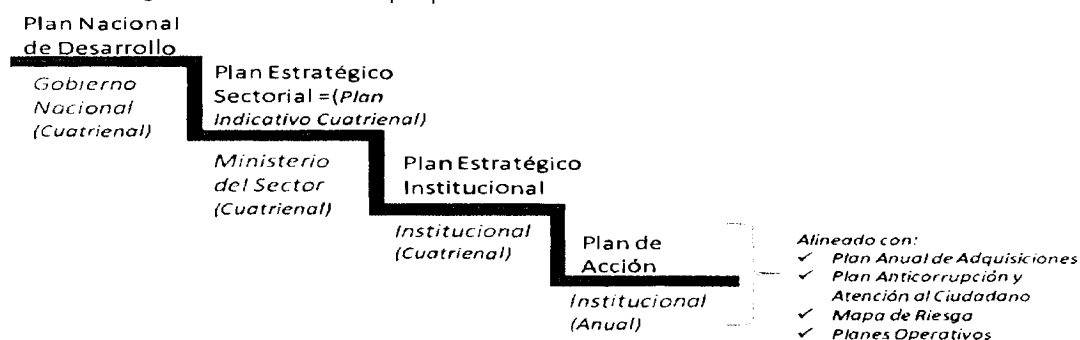 Plan Nacional
de Desarrollo
Gobierno
Nacional
(Cuatrienal)
Plan Estratégico
Sectorial =(Plan
Indicativo Cuatrienal)
Ministerio
del Sector
(Cuatrienal)
Plan Estratégico
Institucional
Institucional
(Cuatrienal)
Plan de
Acción
Institucional
(Anual)
Alineado con:
✓ Plan Anual de Adquisiciones
✓ Plan Anticorrupción y
Atención al Ciudadano
✓ Mapa de Riesgo
✓ Planes Operativos